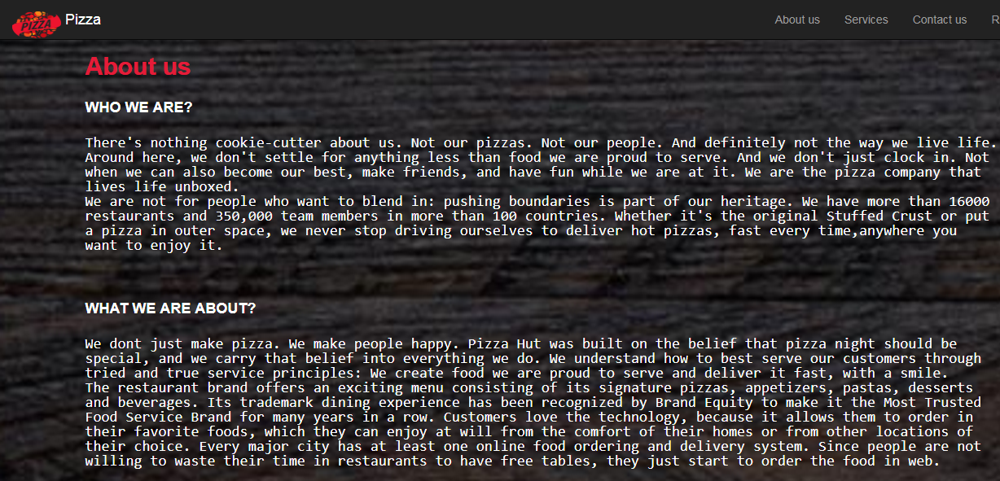 PIZZA
Pizza
About us
Services
Contact us
R
About us
WHO WE ARE?
There's nothing cookie-cutter about us. Not our pizzas. Not our people. And definitely not the way we live life.
Around here, we don't settle for anything less than food we are proud to serve. And we don't just clock in. Not
when we can also become our best, make friends, and have fun while we are at it. We are the pizza company that
lives life unboxed.
We are not for people who want to blend in: pushing boundaries is part of our heritage. We have more than 16000
restaurants and 350,000 team members in more than 100 countries. Whether it's the original Stuffed Crust or put
a pizza in outer space, we never stop driving ourselves to deliver hot pizzas, fast every time,anywhere you
want to enjoy it.
WHAT WE ARE ABOUT?
We dont just make pizza. We make people happy. Pizza Hut was built on the belief that pizza night should be
special, and we carry that belief into everything we do. We understand how to best serve our customers through
tried and true service principles: We create food we are proud to serve and deliver it fast, with a smile.
The restaurant brand offers an exciting menu consisting of its signature pizzas, appetizers, pastas, desserts
and beverages. Its trademark dining experience has been recognized by Brand Equity to make it the Most Trusted
Food Service Brand for many years in a row. Customers love the technology, because it allows them to order in
their favorite foods, which they can enjoy at will from the comfort of their homes or from other locations of
their choice. Every major city has at least one online food ordering and delivery system. Since people are not
willing to waste their time in restaurants to have free tables, they just start to order the food in web.